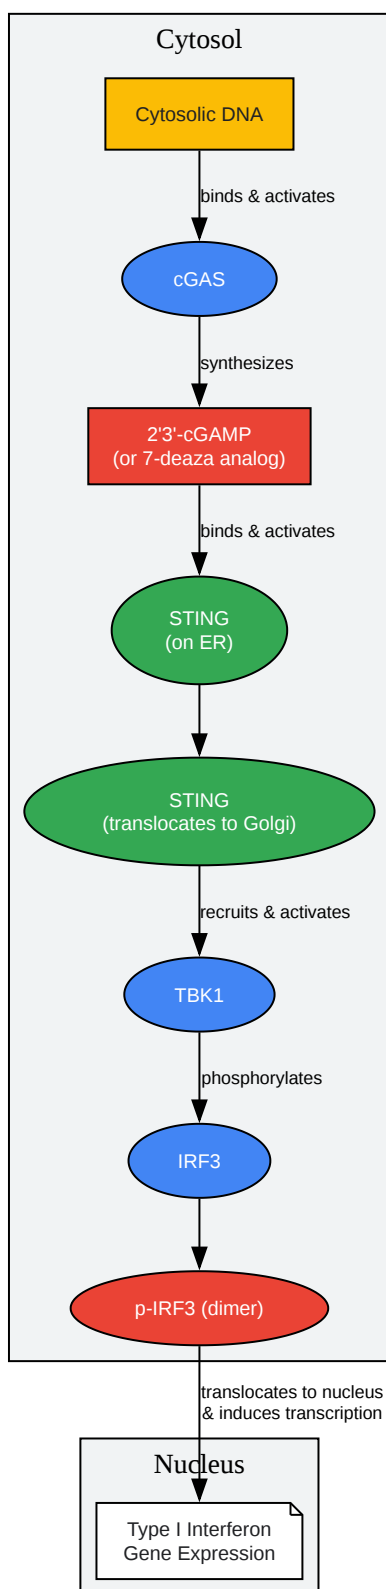 Cytosol
Cytosolic DNA
binds & activates
cGAS
synthesizes
2'3'-cGAMP
(or 7-deaza analog)
binds & activates
STING
(on ER)
STING
(translocates to Golgi)
recruits & activates
TBK1
phosphorylates
IRF3
p-IRF3 (dimer)
translocates to nucleus
& induces transcription
Nucleus
Type I Interferon
Gene Expression